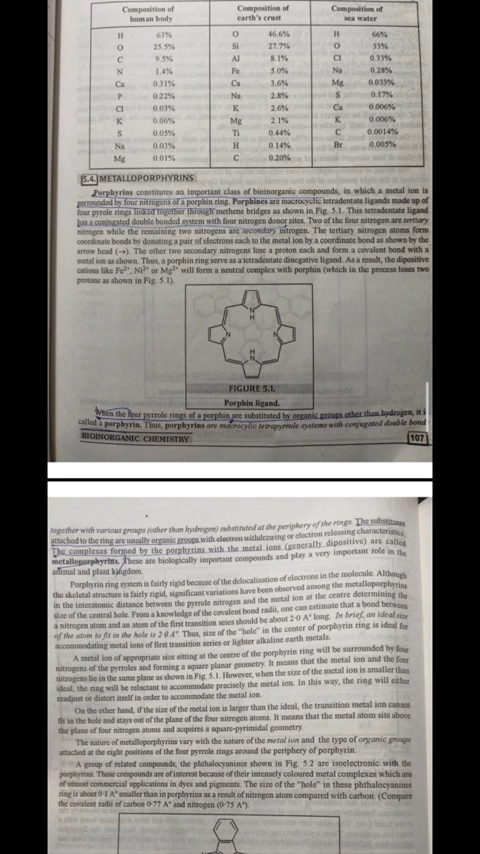 Composition of human body
Composition of earth's crust
Composition of sea water
H 63% O 46.6% H 66%
O 25.5% Si 27.7% O 33%
C 9.5% Al 8.1% Cl 0.33%
N 1.4% Fe 5.0% Na 0.28%
Ca 0.31% Ca 3.6% Mg 0.033%
P 0.22% Na 2.8% S 0.17%
Cl 0.03% K 2.6% Ca 0.006%
K 0.06% Mg 2.1% K 0.006%
S 0.05% Ti 0.44% C 0.0014%
Na 0.03% H 0.14% Br 0.005%
Mg 0.01% C 0.20%
5.4. METALLOPORPHYRINS
Porphyrins constitutes an important class of bioinorganic compounds, in which a metal ion is
surrounded by four nitrogens of a porphin ring. Porphines are macrocyclic tetradentate ligands made up of
four pyrole rings linked together through methene bridges as shown in Fig. 5.1. This tetradentate ligand
has a conjugated double bonded system with four nitrogen donor sites. Two of the four nitrogen are tertiary
nitrogen while the remaining two nitrogens are secondary nitrogen. The tertiary nitrogen atoms form
coordinate bonds by donating a pair of electrons each to the metal ion by a coordinate bond as shown by the
arrow head (→). The other two secondary nitrogens lose a proton each and form a covalent bond with a
metal ion as shown. Thus, a porphin ring serve as a tetradentate dinegative ligand. As a result, the dipositive
cations like Fe2+, Ni2+ or Mg2+ will form a neutral complex with porphin (which in the process loses two
protons as shown in Fig. 5.1).
N
H
N
N
H
N
FIGURE 5.1.
Porphin ligand.
When the four pyrrole rings of a porphin are substituted by organic groups other than hydrogen, it i
called a porphyrin. Thus, porphyrins are macrocylic tetrapyrrole systems with conjugated double bond
BIOINORGANIC CHEMISTRY
107
together with various groups (other than hydrogen) substituted at the periphery of the rings. The substituent
attached to the ring are usually organic groups with electron withdrawing or electron releasing characteristics.
The complexes formed by the porphyrins with the metal ions (generally dipositive) are called
metalloporphyrins. These are biologically important compounds and play a very important role in the
animal and plant kingdom.
Porphyrin ring system is fairly rigid because of the delocalisation of electrons in the molecule. Although
the skeletal structure is fairly rigid, significant variations have been observed among the metalloporphyrins
in the interatomic distance between the pyrrole nitrogen and the metal ion at the centre determining the
size of the central hole. From a knowledge of the covalent bond radii, one can estimate that a bond between
a nitrogen atom and an atom of the first transition seies should be about 2·0 A° long. In brief, an ideal size
of the atom to fit in the hole is 2·0 A°. Thus, size of the "hole" in the center of porphyrin ring is ideal for
accommodating metal ions of first transition series or lighter alkaline earth metals.
A metal ion of appropriate size sitting at the centre of the porphyrin ring will be surrounded by four
nitrogens of the pyrroles and forming a square planar geometry. It means that the metal ion and the four
nitrogens lie in the same plane as shown in Fig. 5.1. However, when the size of the metal ion is smaller than
ideal, the ring will be reluctant to accommodate precisely the metal ion. In this way, the ring will either
readjust or distort itself in order to accommodate the metal ion.
On the other hand, if the size of the metal ion is larger than the ideal, the transition metal ion cannot
fit in the hole and stays out of the plane of the four nitrogen atoms. It means that the metal atom sits above
the plane of four nitrogen atoms and acquires a square-pyramidal geometry.
The nature of metalloporphyrins vary with the nature of the metal ion and the type of organic groups
attached at the eight positions of the four pyrrole rings around the periphery of porphyrin.
A group of related compounds, the phthalocyanines shown in Fig. 5.2 are isoelectronic with the
porphyrins. These compounds are of interest because of their intensely coloured metal complexes which are
of utmost commercial applications in dyes and pigments. The size of the "hole" in these phthalocyanines
ring is about 0·1 A° smaller than in porphyrins as a result of nitrogen atom compared with carbon. (Compare
the covalent radii of carbon 0·77 A° and nitrogen (0·75 A°).